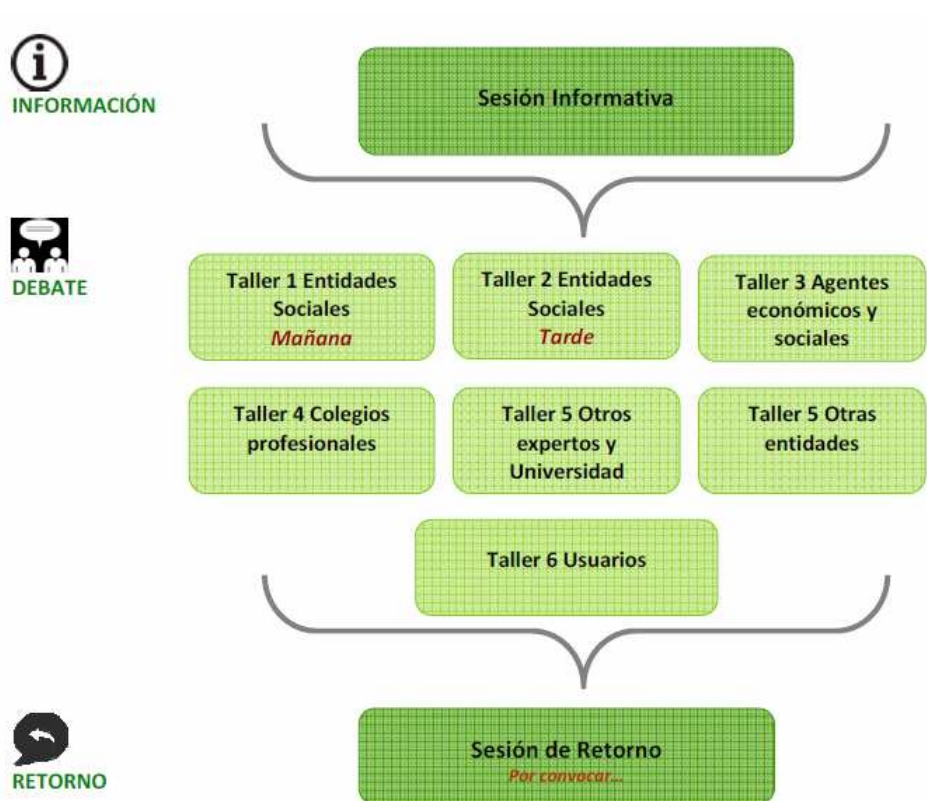 INFORMACIÓN
Sesión Informativa
DEBATE
Taller 1 Entidades
Sociales
Mañana
Taller 2 Entidades
Sociales
Tarde
Taller 3 Agentes
económicos y
sociales
Taller 4 Colegios
profesionales
Taller 5 Otros
expertos y
Universidad
Taller 5 Otras
entidades
Taller 6 Usuarios
RETORNO
Sesión de Retorno
Por convocar...